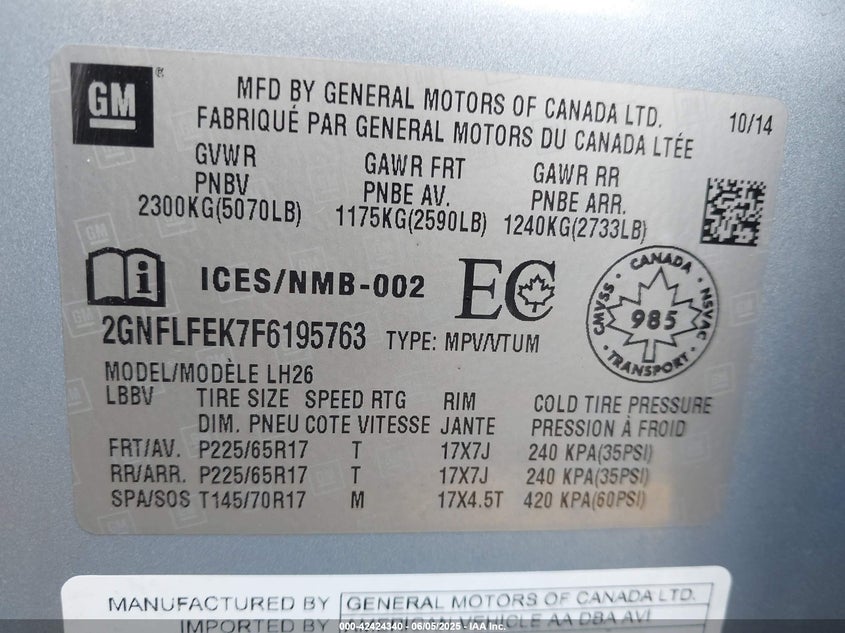 GM
MFD BY GENERAL MOTORS OF CANADA LTD.
FABRIQUÉ PAR GENERAL MOTORS DU CANADA LTÉE
10/14
GVWR
PNBV
2300KG(5070LB)
GAWR FRT
PNBE AV.
1175KG(2590LB)
GAWR RR
PNBE ARR.
1240KG(2733LB)
ICES/NMB-002
EC
CANADA
CMVSS • NSVAC
985
TRANSPORT
2GNFLFEK7F6195763 TYPE: MPV/VTUM
MODEL/MODÈLE LH26
LBBV TIRE SIZE SPEED RTG RIM COLD TIRE PRESSURE
DIM. PNEU COTE VITESSE JANTE PRESSION À FROID
FRT/AV. P225/65R17 T 17X7J 240 KPA(35PSI)
RR/ARR. P225/65R17 T 17X7J 240 KPA(35PSI)
SPA/SOS T145/70R17 M 17X4.5T 420 KPA(60PSI)
MANUFACTURED BY GENERAL MOTORS OF CANADA LTD.
IMPORTED BY AA DBA AVI
000-42424340 - 06/05/2025 - IAA Inc.